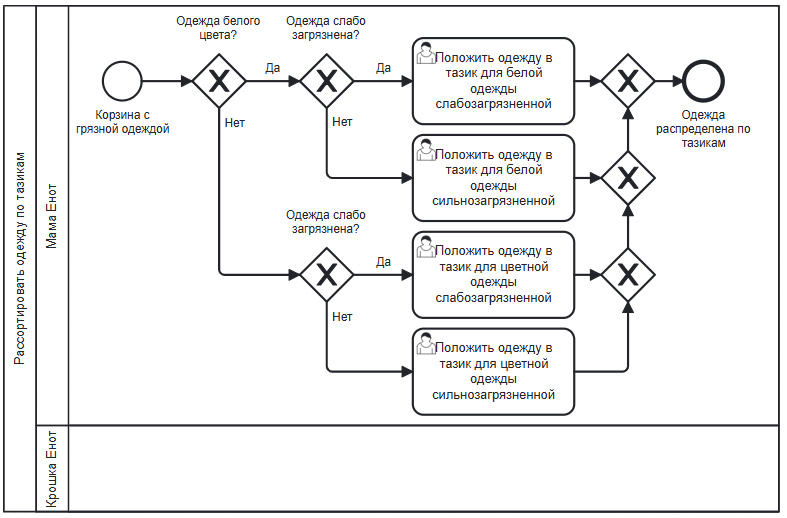 Рассортировать одежду по тазикам
Мама Енот
Крошка Енот
Корзина с
грязной одеждой
Одежда белого
цвета?
Да
Нет
Одежда слабо
загрязнена?
Да
Нет
Положить одежду в
тазик для белой
одежды
слабозагрязненной
Положить одежду в
тазик для белой
одежды
сильнозагрязненной
Одежда слабо
загрязнена?
Да
Нет
Положить одежду в
тазик для цветной
одежды
слабозагрязненной
Положить одежду в
тазик для цветной
одежды
сильнозагрязненной
Одежда
распределена по
тазикам